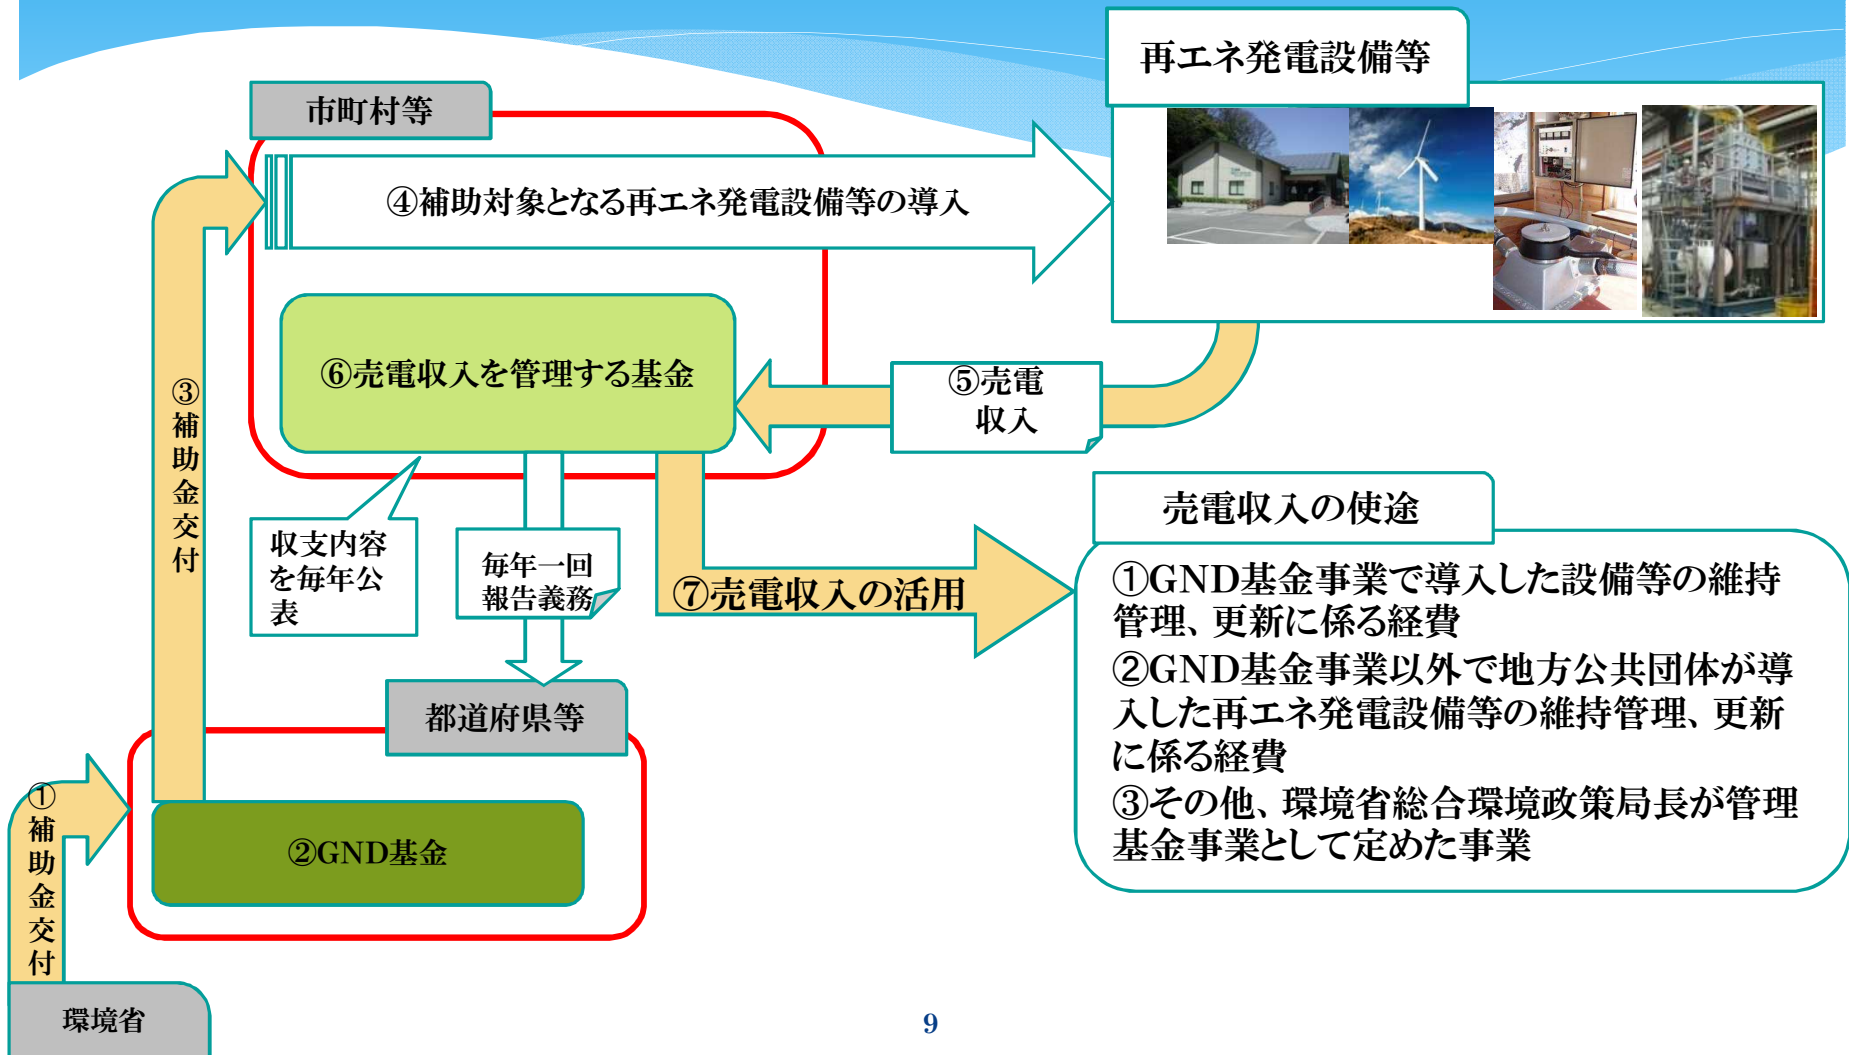 再エネ発電設備等
市町村等
④補助対象となる再エネ発電設備等の導入
⑥売電収入を管理する基金
⑤売電
収入
③補助金交付
収支内容
を毎年公
表
毎年一回
報告義務
⑦売電収入の活用
売電収入の使途
①GND基金事業で導入した設備等の維持
管理、更新に係る経費
②GND基金事業以外で地方公共団体が導
入した再エネ発電設備等の維持管理、更新
に係る経費
③その他、環境省総合環境政策局長が管理
基金事業として定めた事業
都道府県等
②GND基金
①補助金交付
環境省
9